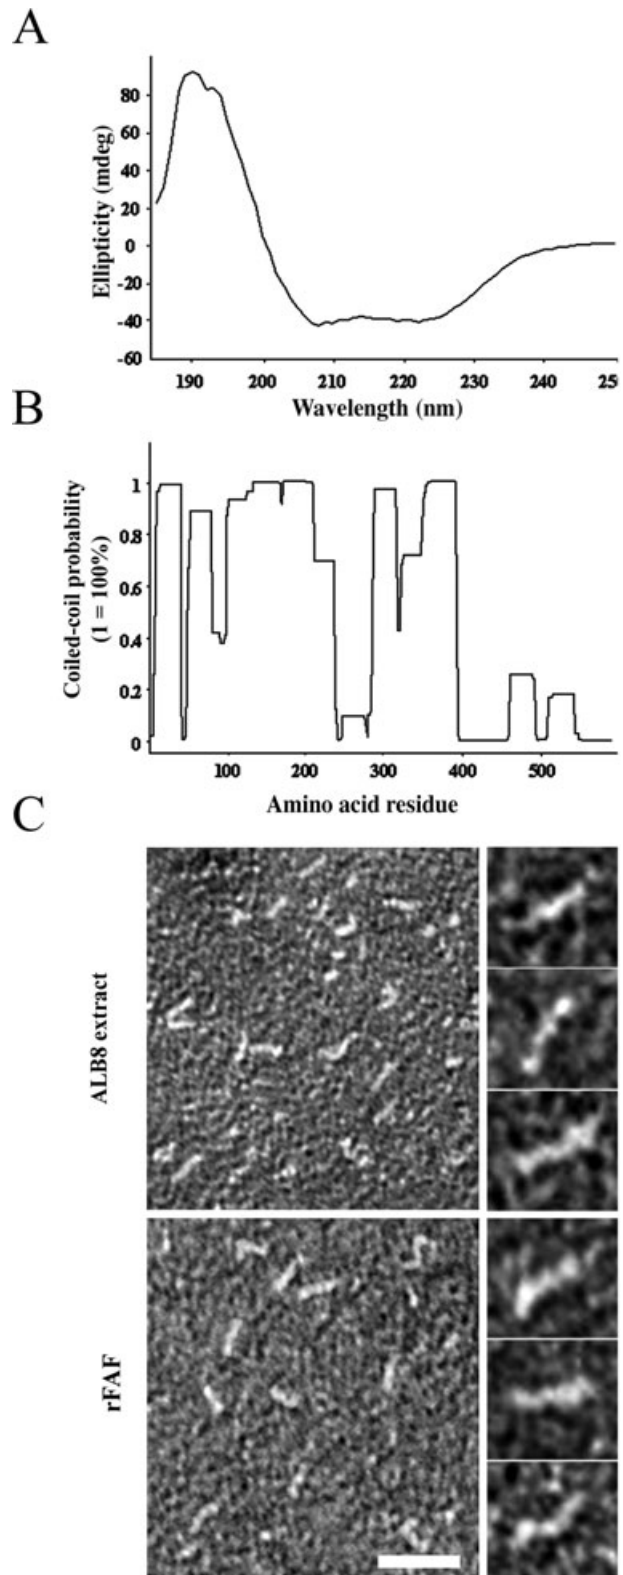 A
Ellipticity (mdeg)
80
60
40
20
0
-20
-40
-60
190 200 210 220 230 240 25
Wavelength (nm)
B
Coiled-coil probability
(1 = 100%)
1
0.8
0.6
0.4
0.2
0
100 200 300 400 500
Amino acid residue
C
ALB8 extract
rFAF